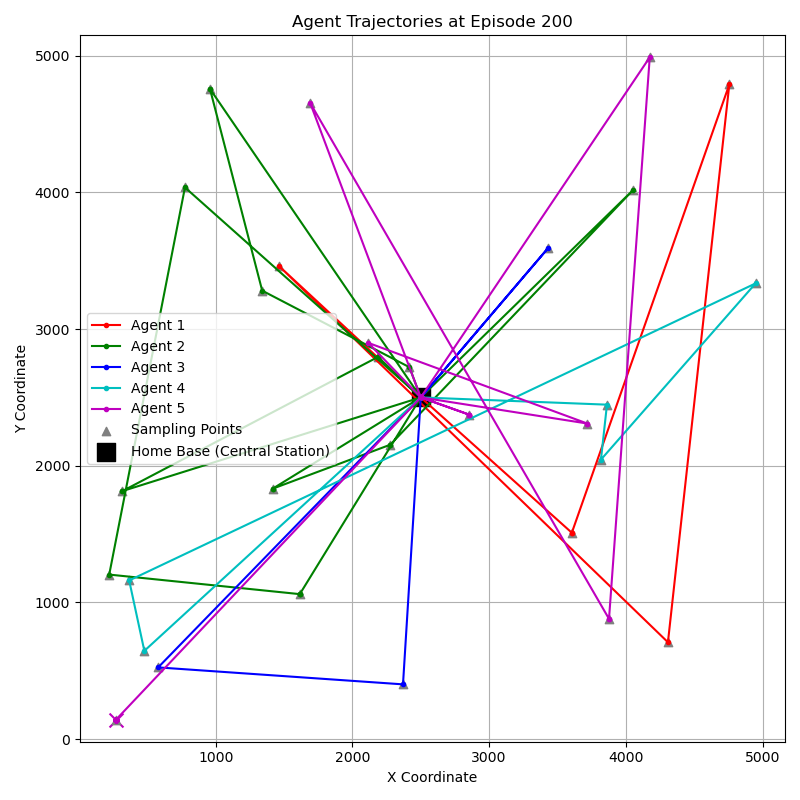 Agent Trajectories at Episode 200
5000
4000
3000
2000
1000
0
Y Coordinate
Agent 1
Agent 2
Agent 3
Agent 4
Agent 5
Sampling Points
Home Base (Central Station)
1000 2000 3000 4000 5000
X Coordinate